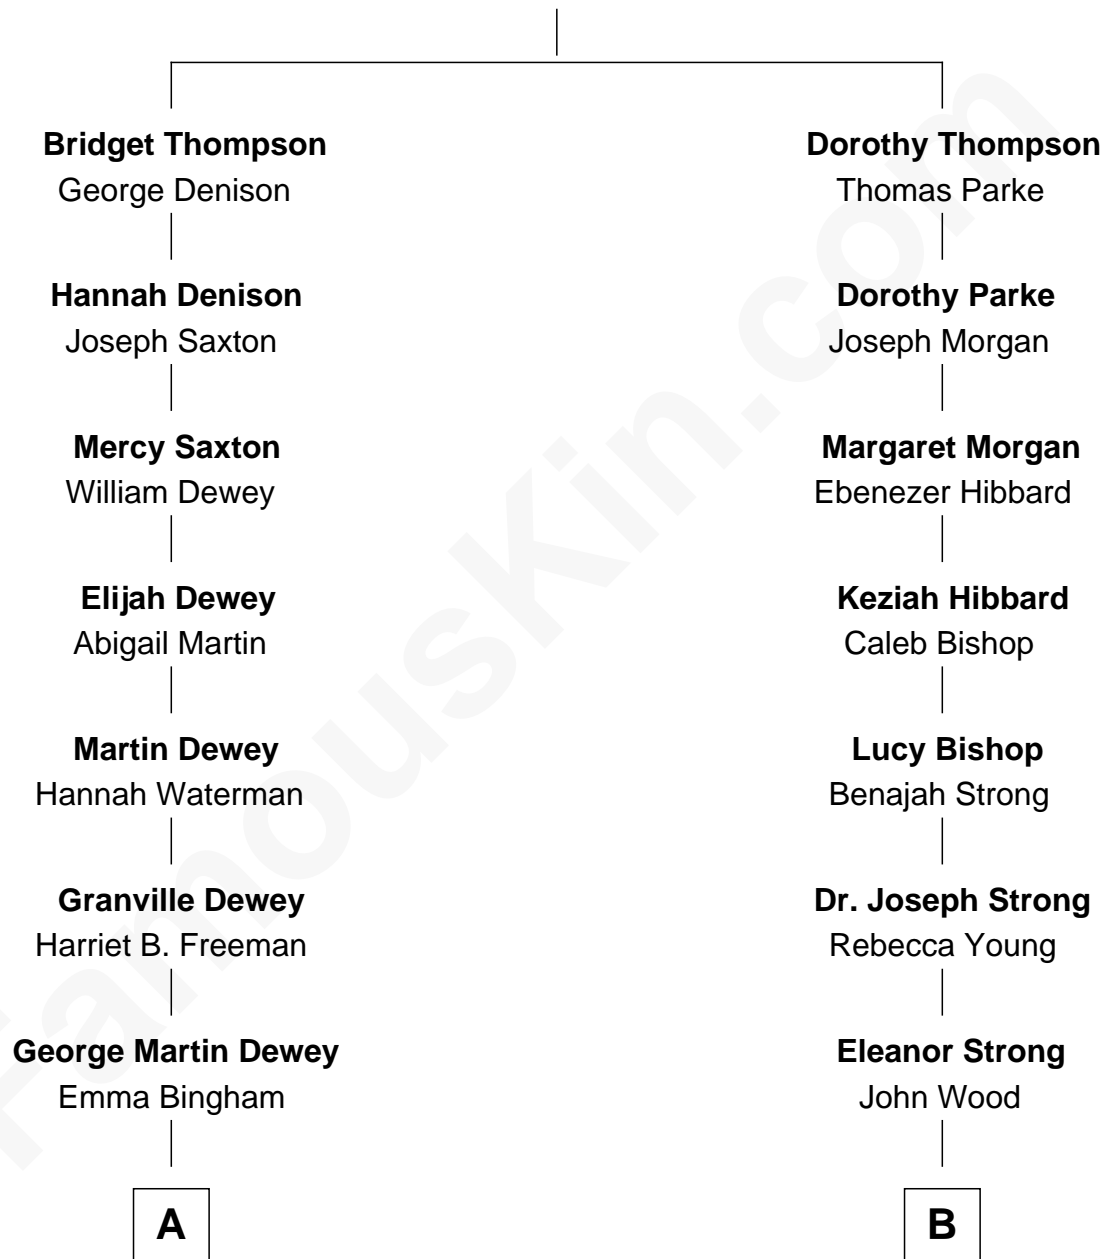 Bridget Thompson
George Denison
Hannah Denison
Joseph Saxton
Mercy Saxton
William Dewey
Elijah Dewey
Abigail Martin
Martin Dewey
Hannah Waterman
Granville Dewey
Harriet B. Freeman
George Martin Dewey
Emma Bingham
A
Dorothy Thompson
Thomas Parke
Dorothy Parke
Joseph Morgan
Margaret Morgan
Ebenezer Hibbard
Keziah Hibbard
Caleb Bishop
Lucy Bishop
Benajah Strong
Dr. Joseph Strong
Rebecca Young
Eleanor Strong
John Wood
B
FamousKin.com